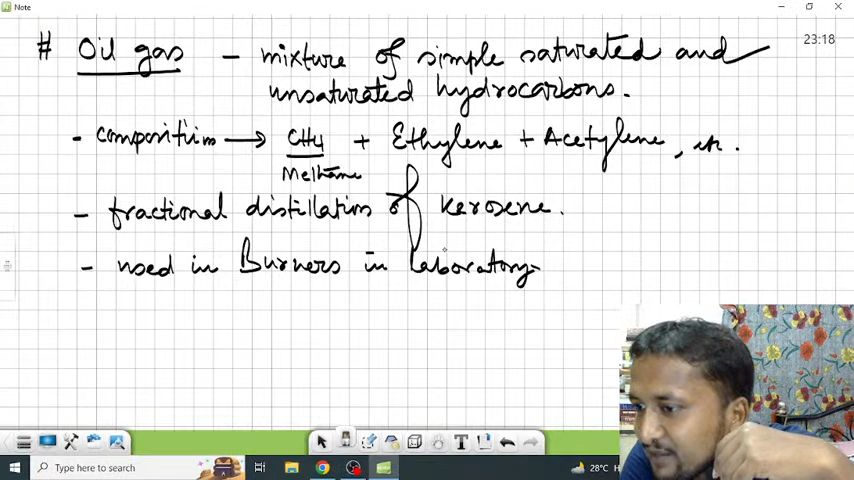 Note
23:18
# Oil gas – mixture of simple saturated and
unsaturated hydrocarbons.
- composition → CH4 + Ethylene + Acetylene, etc.
Methane
- fractional distillation of kerosene.
- used in Burners in laboratory
T
Type here to search
28°C H